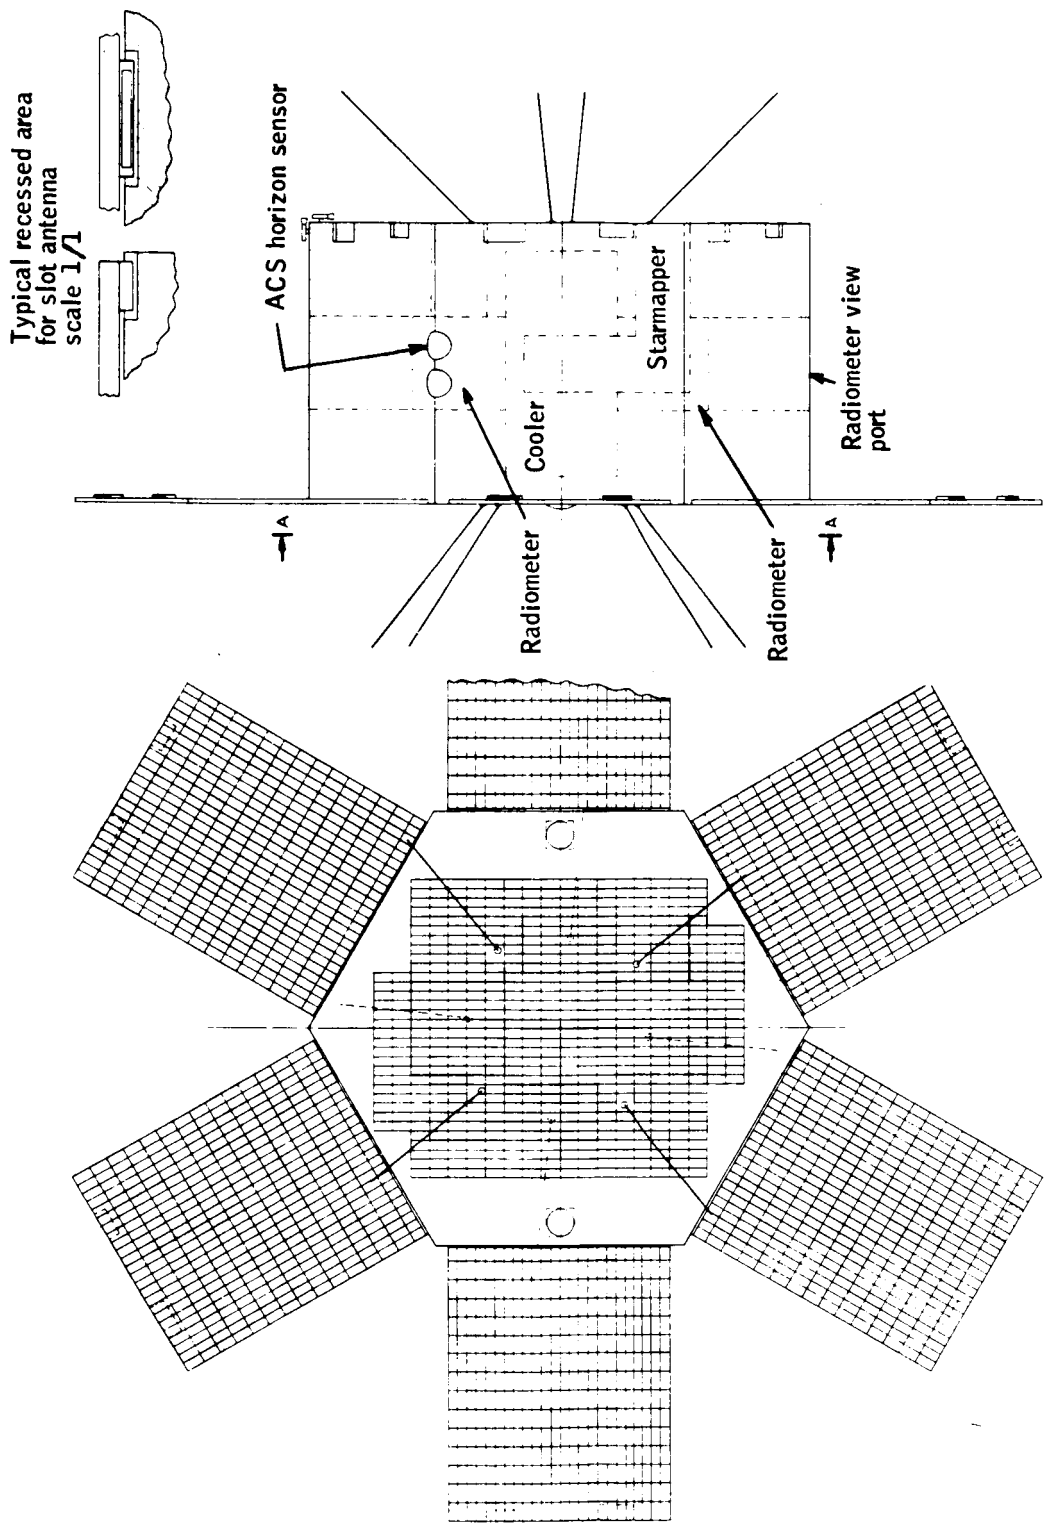 Typical recessed area
for slot antenna
scale 1/1
ACS horizon sensor
Starmapper
Cooler
Radiometer view
port
Radiometer
Radiometer
A
A